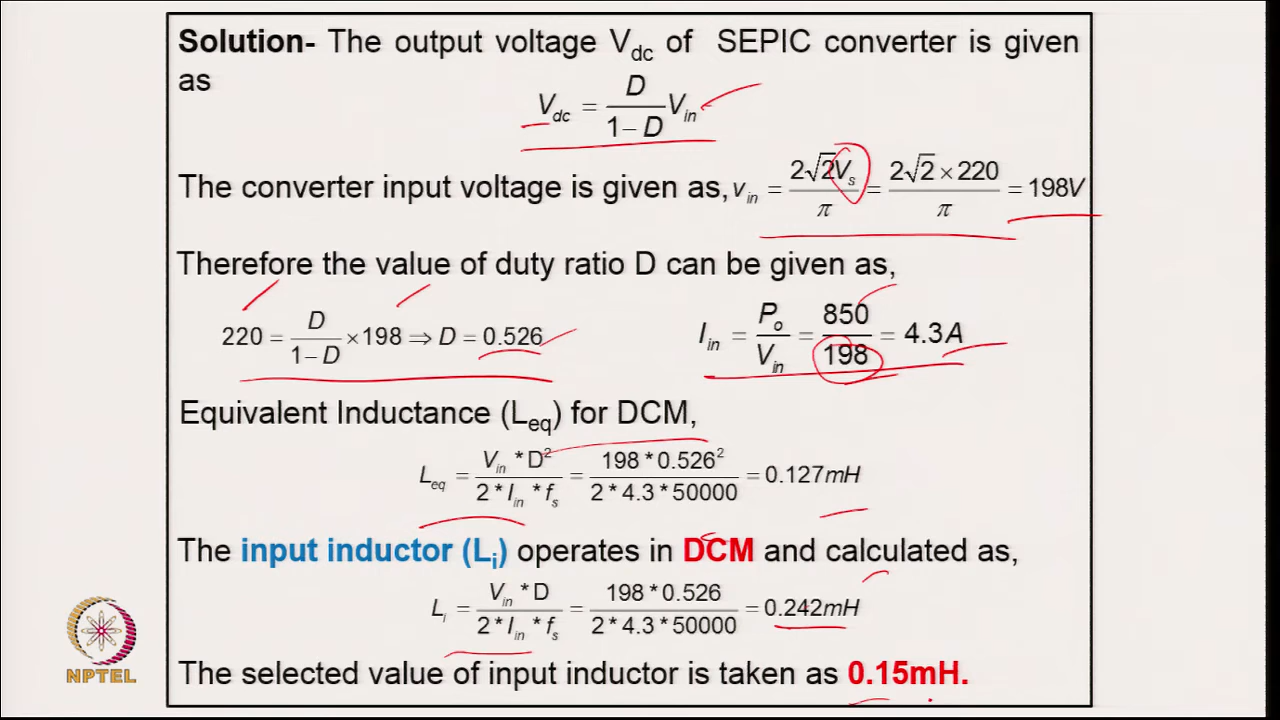 Solution- The output voltage V_dc of SEPIC converter is given
as
V_dc = D / (1 − D) V_in
The converter input voltage is given as, v_in = 2√2V_s / π = 2√2 × 220 / π = 198V
Therefore the value of duty ratio D can be given as,
220 = D / (1 − D) × 198 ⇒ D = 0.526
I_in = P_o / V_in = 850 / 198 = 4.3A
Equivalent Inductance (L_eq) for DCM,
L_eq = V_in * D² / 2 * I_in * f_s = 198 * 0.526² / 2 * 4.3 * 50000 = 0.127mH
The input inductor (L_i) operates in DCM and calculated as,
L_i = V_in * D / 2 * I_in * f_s = 198 * 0.526 / 2 * 4.3 * 50000 = 0.242mH
The selected value of input inductor is taken as 0.15mH.
NPTEL